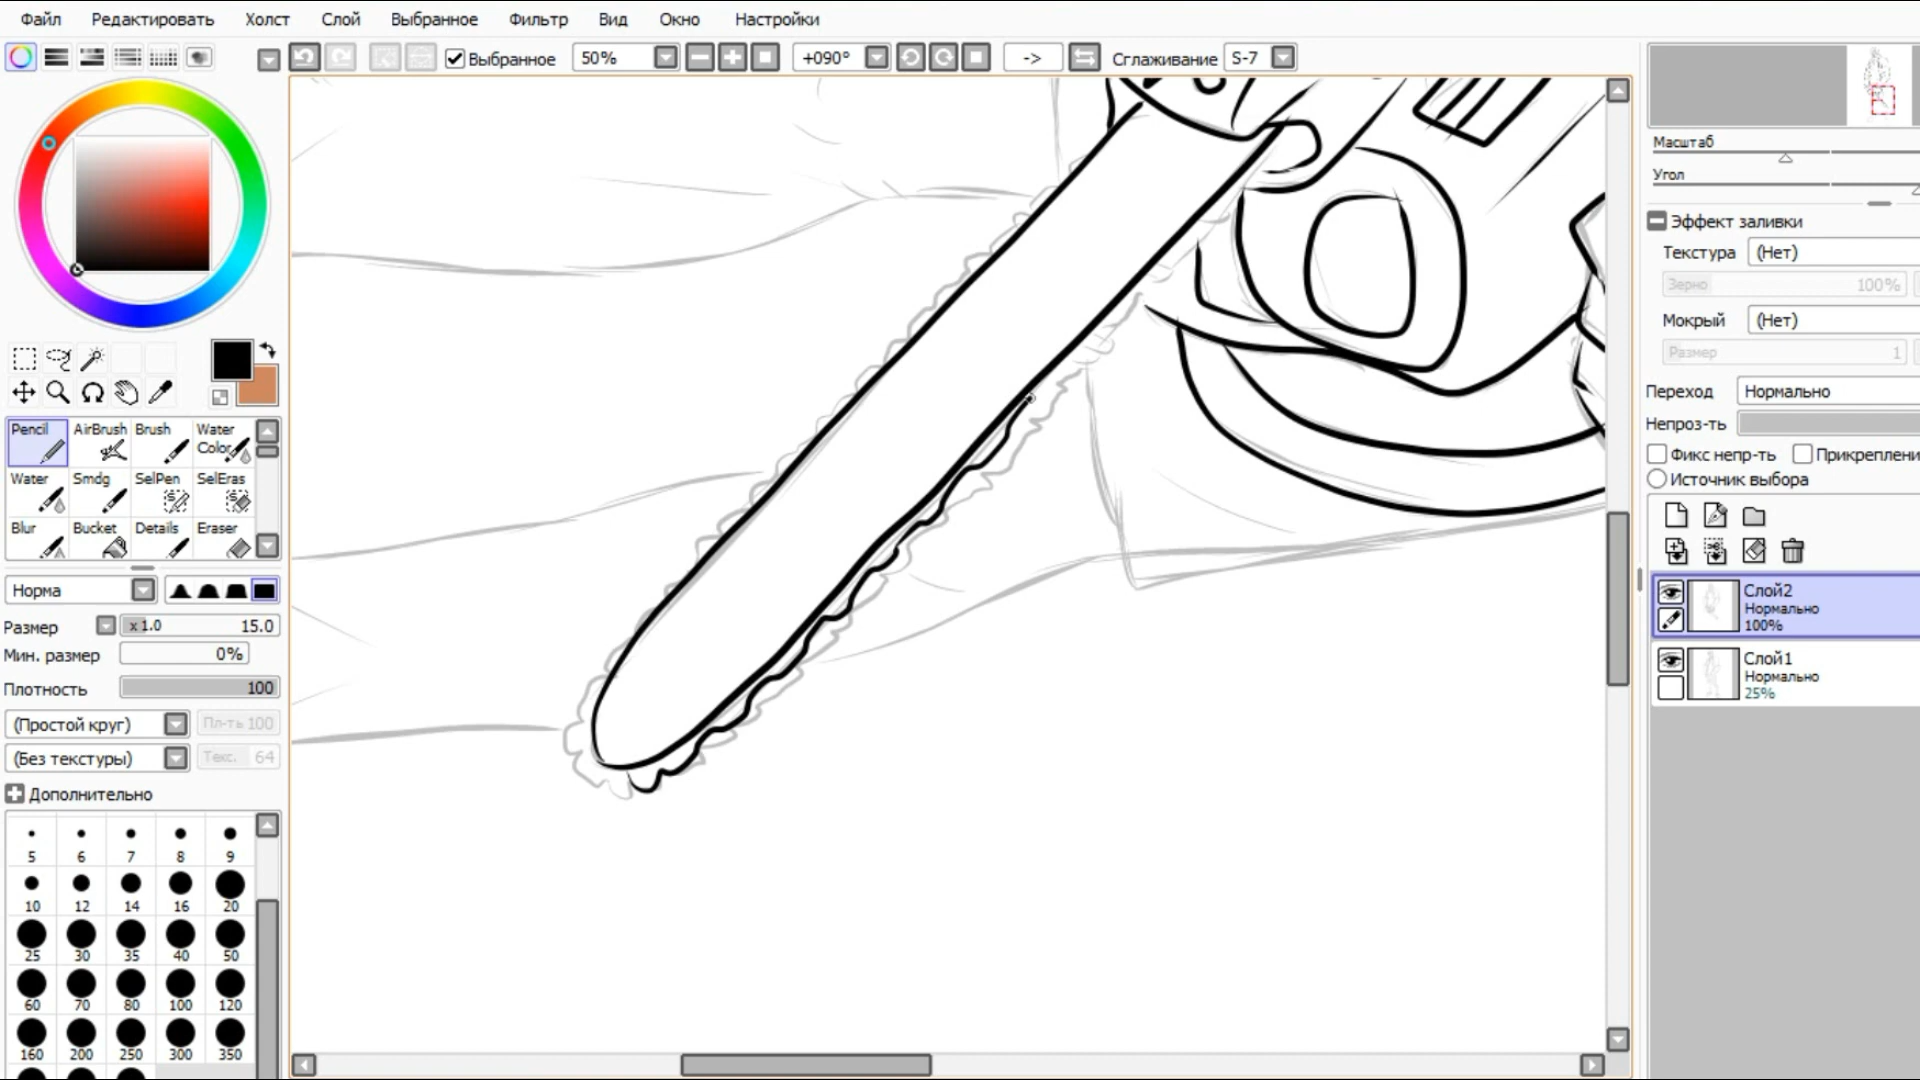 Файл Редактировать Холст Слой Выбранное Фильтр Вид Окно Настройки
Выбранное 50% +090° -> Сглаживание S-7
Масштаб
Угол
Эффект заливки
Текстура (Нет)
Зерно 100%
Мокрый (Нет)
Размер 1
Переход Нормально
Непроз-ть
Фикс непр-ть Прикреплени
Источник выбора
Слой2
Нормально
100%
Слой1
Нормально
25%
Pencil AirBrush Brush Water Color
Water Smdg SelPen SelEras
Blur Bucket Details Eraser
Норма
Размер x 1.0 15.0
Мин. размер 0%
Плотность 100
(Простой круг) Пл-ть 100
(Без текстуры) Текс. 64
Дополнительно
5 6 7 8 9
10 12 14 16 20
25 30 35 40 50
60 70 80 100 120
160 200 250 300 350